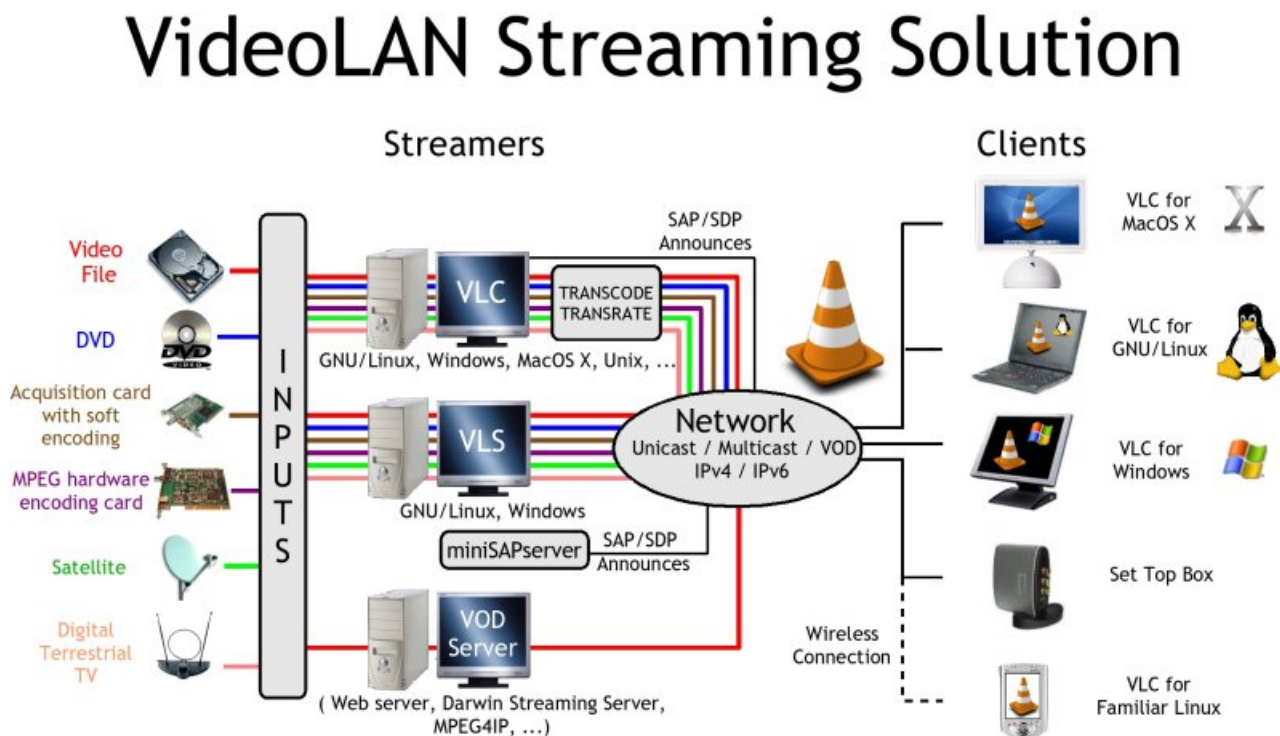 VideoLAN Streaming Solution
Streamers
Clients
Video
File
DVD
DVD
VIDEO
Acquisition card
with soft
encoding
MPEG hardware
encoding card
Satellite
Digital
Terrestrial
TV
INPUTS
VLC
TRANSCODE
TRANSRATE
SAP/SDP
Announces
GNU/Linux, Windows, MacOS X, Unix, ...
VLS
GNU/Linux, Windows
Network
Unicast / Multicast / VOD
IPv4 / IPv6
miniSAPserver
SAP/SDP
Announces
VOD
Server
( Web server, Darwin Streaming Server,
MPEG4IP, ...)
Wireless
Connection
VLC for
MacOS X
X
VLC for
GNU/Linux
VLC for
Windows
Set Top Box
VLC for
Familiar Linux